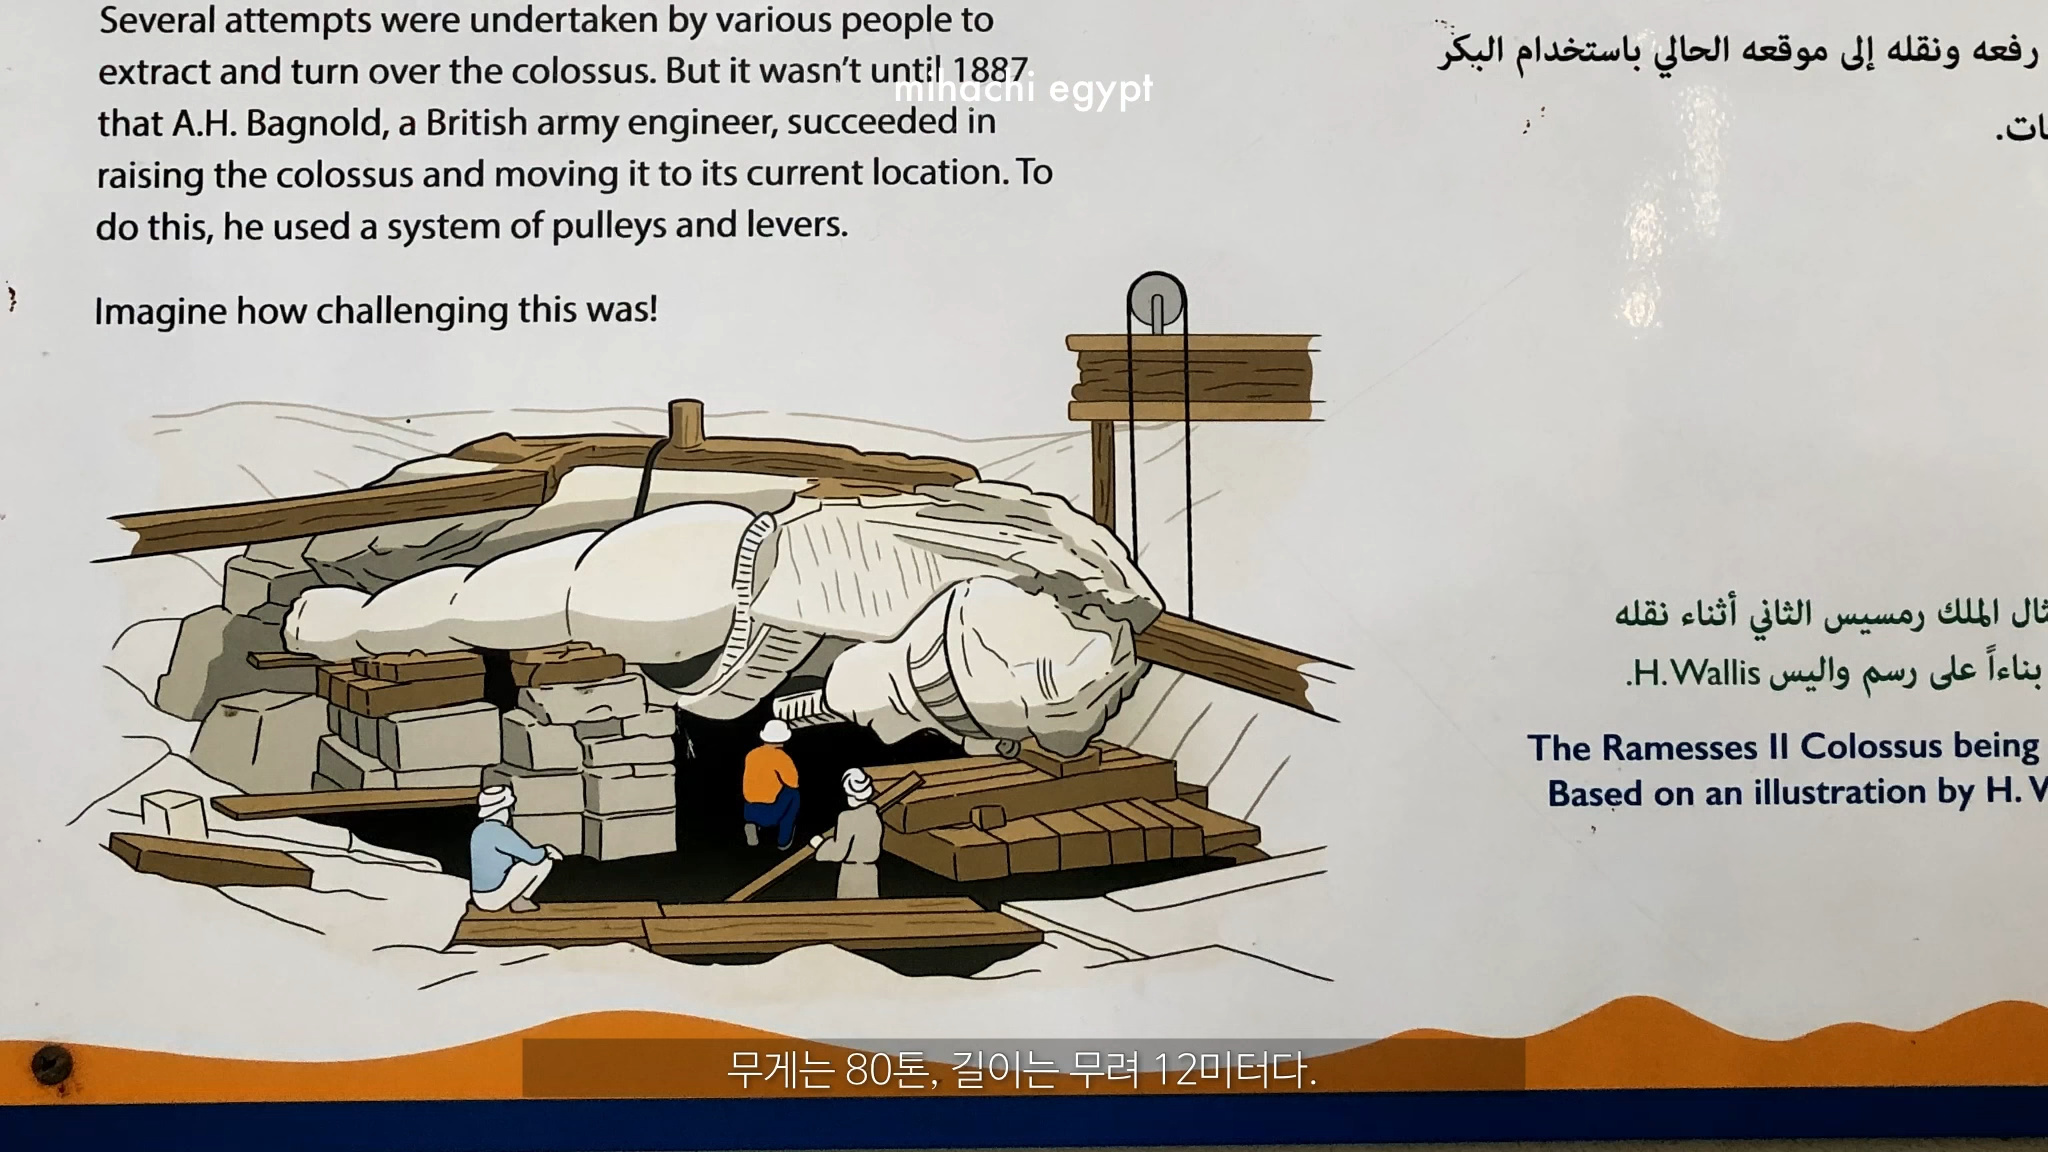 Several attempts were undertaken by various people to
extract and turn over the colossus. But it wasn't until 1887
that A.H. Bagnold, a British army engineer, succeeded in
raising the colossus and moving it to its current location. To
do this, he used a system of pulleys and levers.
Imagine how challenging this was!
mihachi egypt
رفعه ونقله إلى موقعه الحالي باستخدام البكر
الملك رمسيس الثاني أثناء نقله
بناءاً على رسم واليس H.Wallis.
The Ramesses II Colossus being
Based on an illustration by H.
무게는 80톤, 길이는 무려 12미터다.